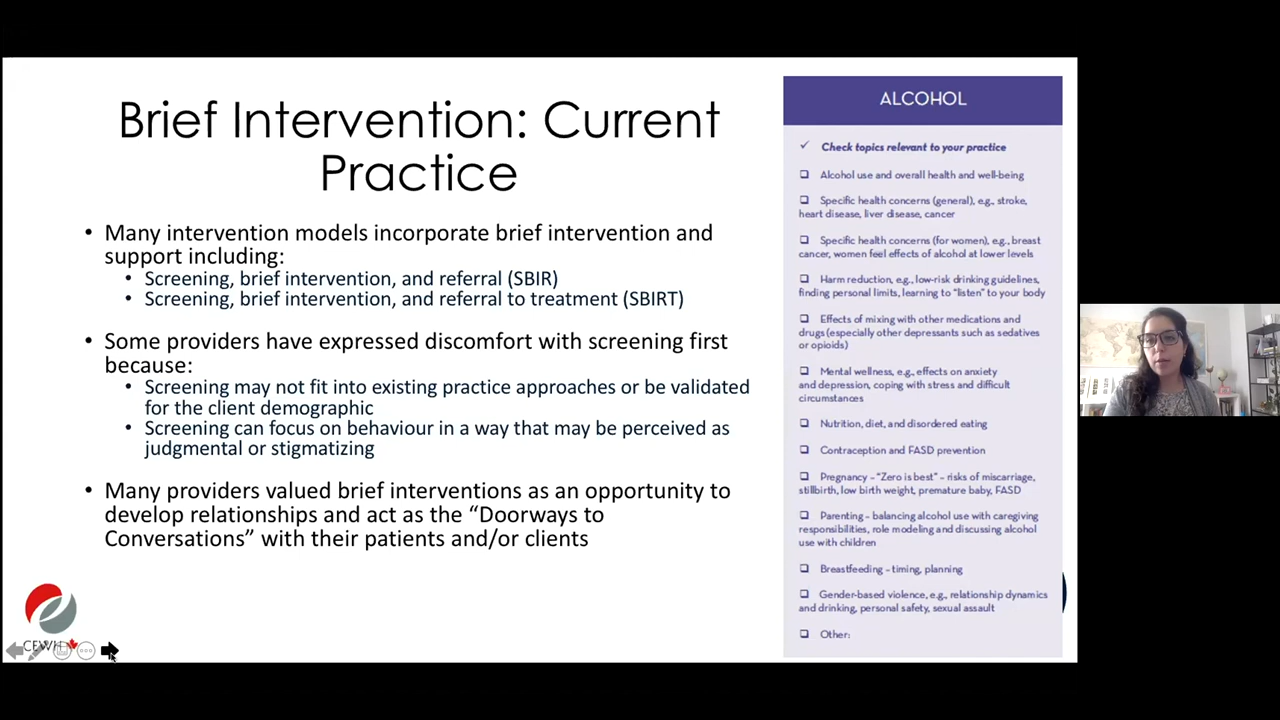 Brief Intervention: Current
Practice
• Many intervention models incorporate brief intervention and
support including:
• Screening, brief intervention, and referral (SBIR)
• Screening, brief intervention, and referral to treatment (SBIRT)
• Some providers have expressed discomfort with screening first
because:
• Screening may not fit into existing practice approaches or be validated
for the client demographic
• Screening can focus on behaviour in a way that may be perceived as
judgmental or stigmatizing
• Many providers valued brief interventions as an opportunity to
develop relationships and act as the “Doorways to
Conversations” with their patients and/or clients
CEWH
ALCOHOL
✓ Check topics relevant to your practice
❑ Alcohol use and overall health and well-being
❑ Specific health concerns (general), e.g., stroke,
heart disease, liver disease, cancer
❑ Specific health concerns (for women), e.g., breast
cancer, women feel effects of alcohol at lower levels
❑ Harm reduction, e.g., low-risk drinking guidelines,
finding personal limits, learning to “listen” to your body
❑ Effects of mixing with other medications and
drugs (especially other depressants such as sedatives
or opioids)
❑ Mental wellness, e.g., effects on anxiety
and depression, coping with stress and difficult
circumstances
❑ Nutrition, diet, and disordered eating
❑ Contraception and FASD prevention
❑ Pregnancy – “Zero is best” – risks of miscarriage,
stillbirth, low birth weight, premature baby, FASD
❑ Parenting – balancing alcohol use with caregiving
responsibilities, role modeling and discussing alcohol
use with children
❑ Breastfeeding – timing, planning
❑ Gender-based violence, e.g., relationship dynamics
and drinking, personal safety, sexual assault
❑ Other: